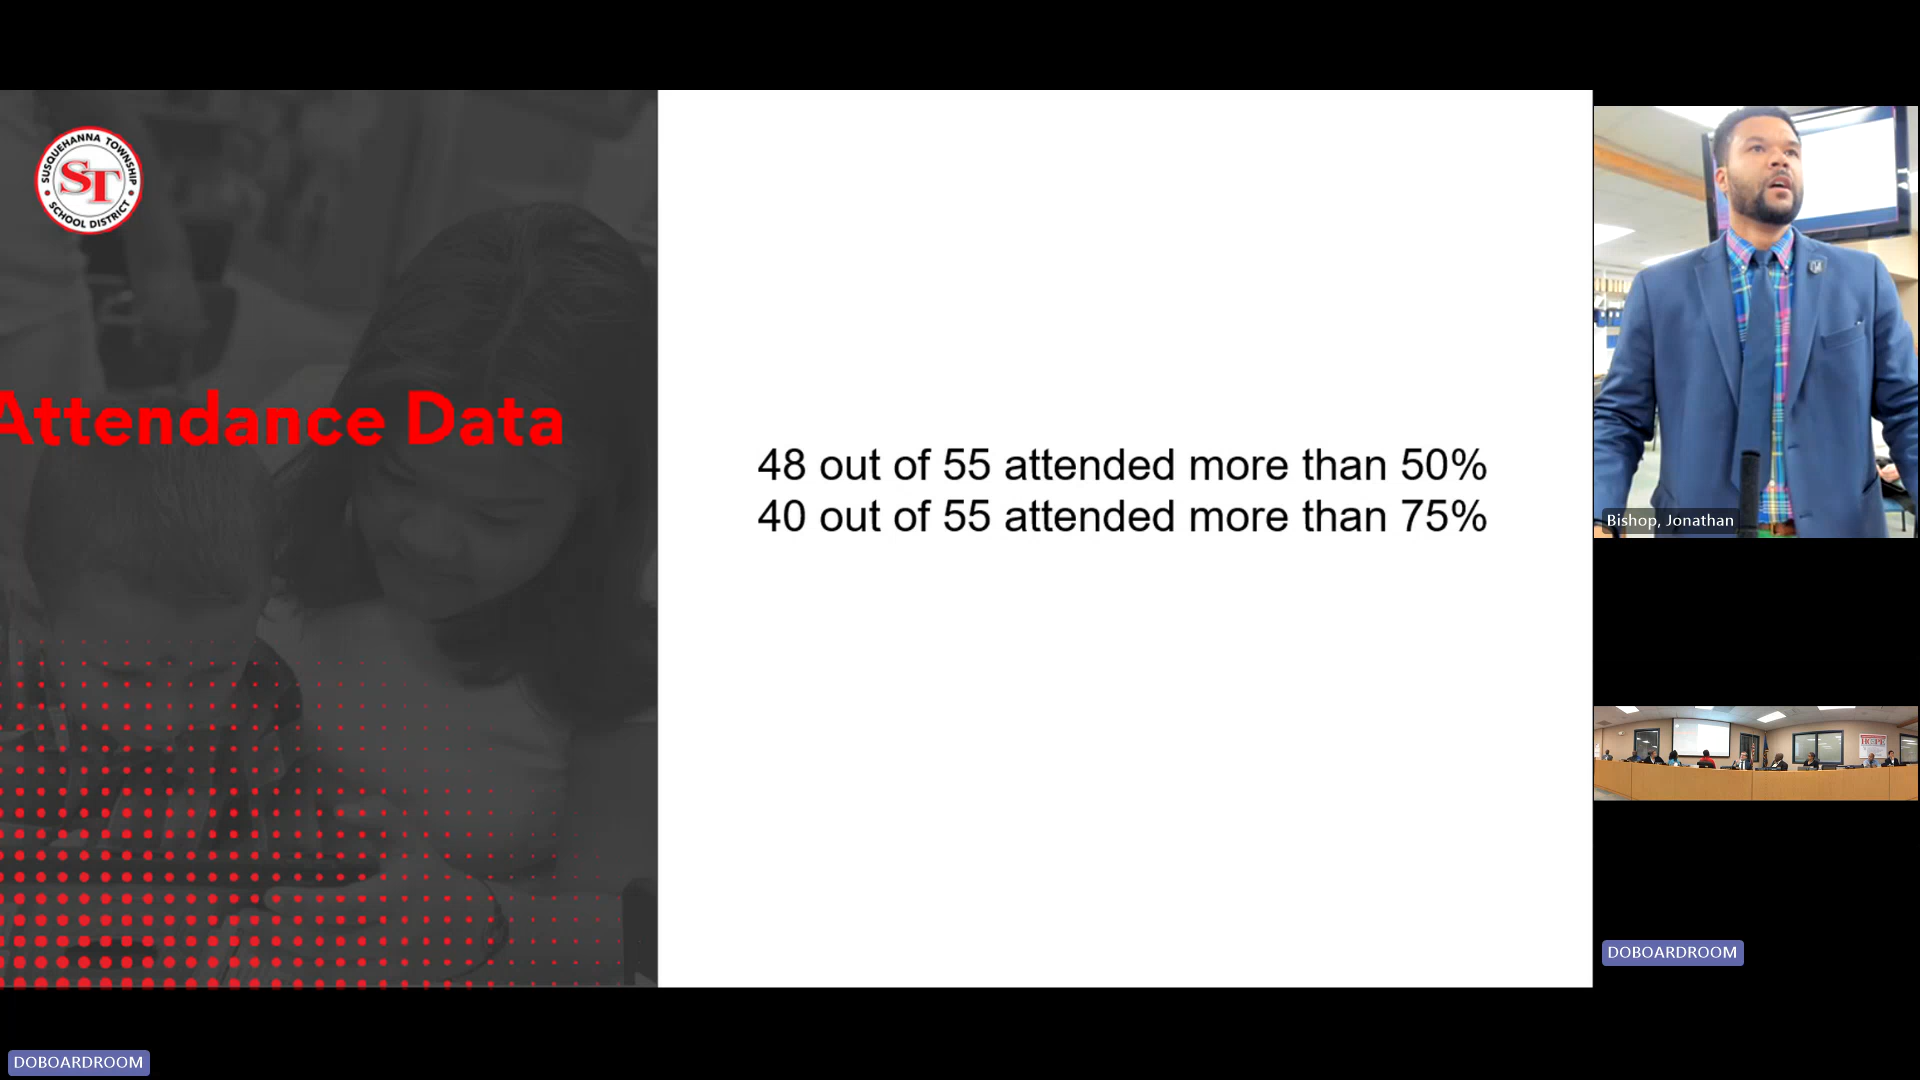 SUSQUEHANNA TOWNSHIP
ST
SCHOOL DISTRICT
Attendance Data
48 out of 55 attended more than 50%
40 out of 55 attended more than 75%
Bishop, Jonathan
HOPE
DOBOARDROOM
DOBOARDROOM